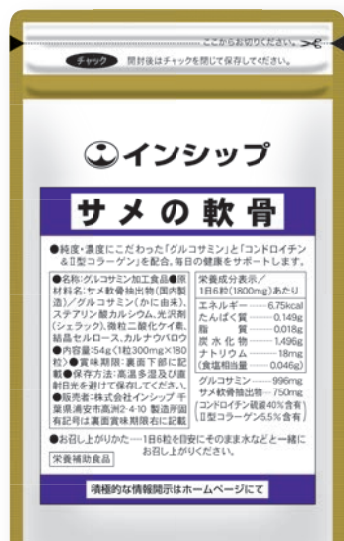 ここからお切りください。
チャック 開封後はチャックを閉じて保存してください。
インシップ
サメの軟骨
●純度・濃度にこだわった「グルコサミン」と「コンドロイチン
&Ⅱ型コラーゲン」を配合。毎日の健康をサポートします。
●名称:グルコサミン加工食品●原
材料名:サメ軟骨抽出物(国内製
造)/グルコサミン(かに由来)、
ステアリン酸カルシウム、光沢剤
(シェラック)、微粒二酸化ケイ素、
結晶セルロース、カルナウバロウ
●内容量:54g(1粒300mg×180
粒)●賞味期限:裏面下部に記
載●保存方法:高温多湿及び直
射日光を避けて保存してください。
●販売者:株式会社インシップ 千
葉県浦安市高洲2-4-10 製造所固
有記号は裏面賞味期限右に記載
栄養成分表示/
1日6粒(1800mg)あたり
エネルギー 6.75kcal
たんぱく質 0.149g
脂質 0.018g
炭水化物 1.496g
ナトリウム 18mg
(食塩相当量 0.046g)
グルコサミン 996mg
サメ軟骨抽出物 750mg
(コンドロイチン硫酸40%含有
Ⅱ型コラーゲン5.5%含有)
●お召し上がりかた……1日6粒を目安にそのまま水などと一緒に
お召し上がりください。
栄養補助食品
積極的な情報開示はホームページにて